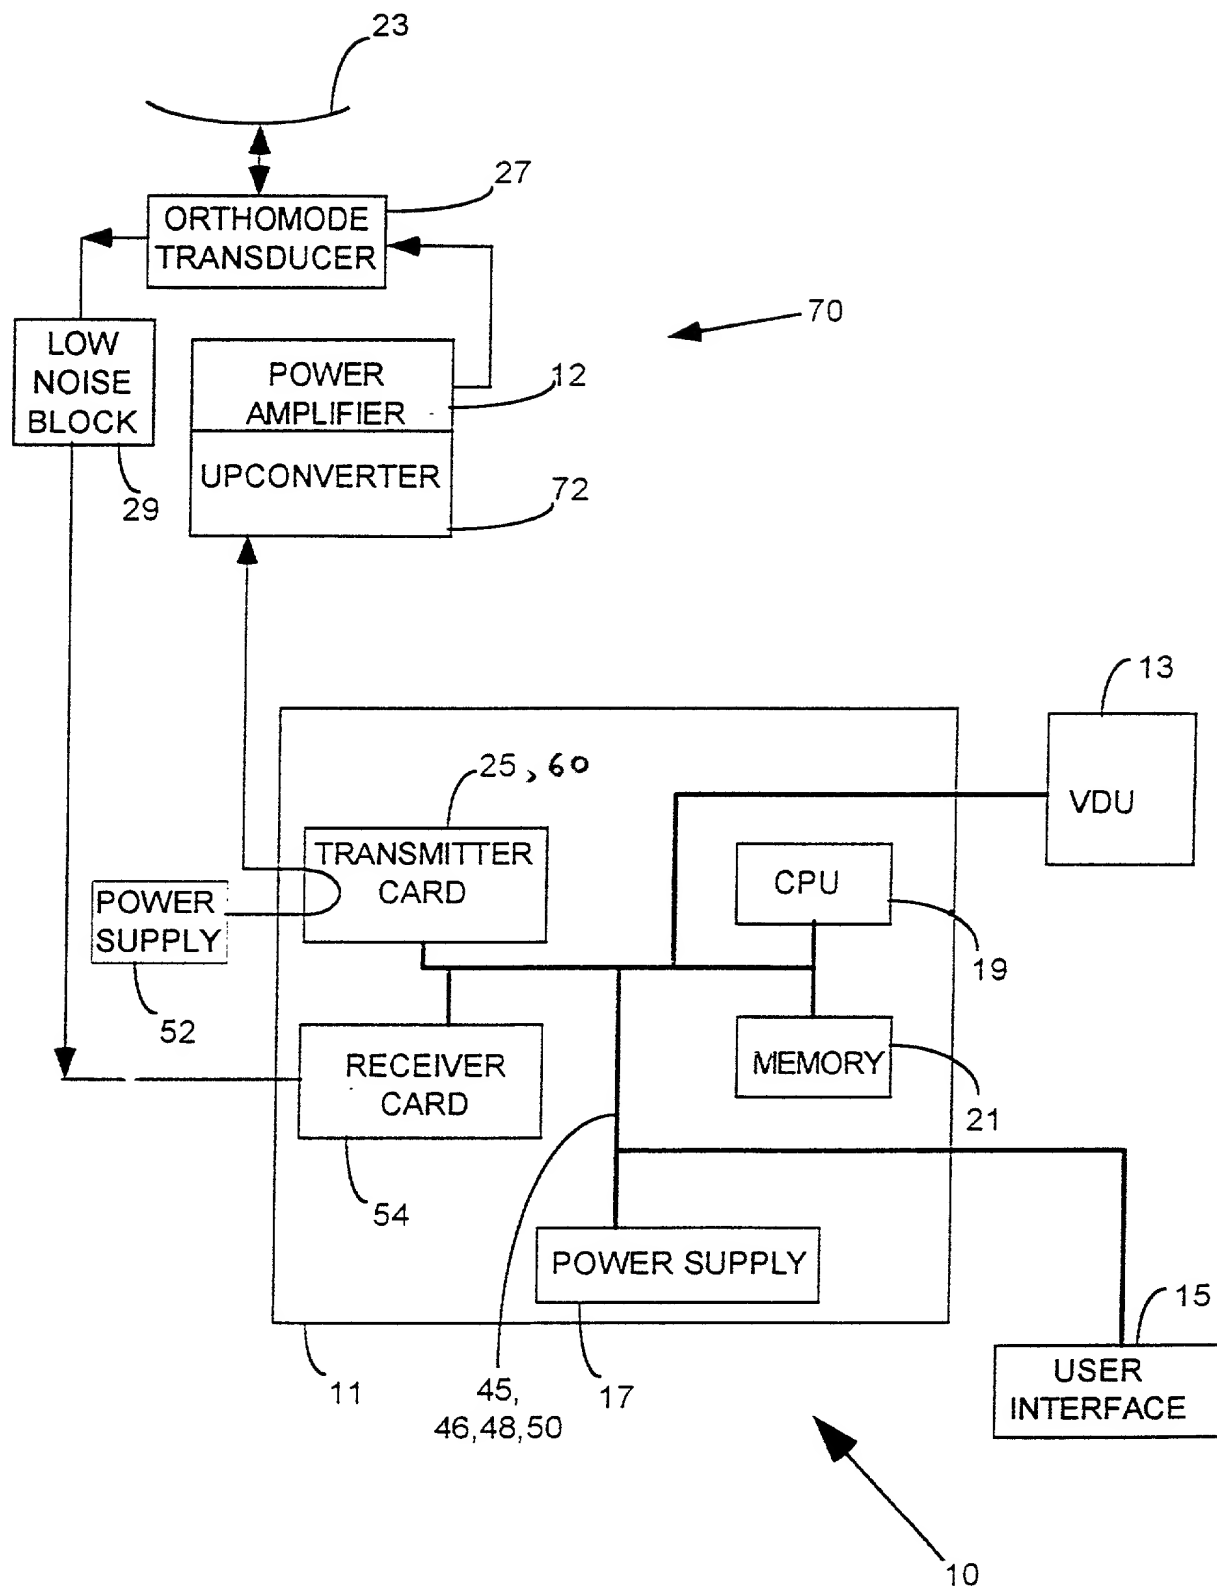 23
27
ORTHOMODE
TRANSDUCER
70
LOW
NOISE
BLOCK
29
POWER
AMPLIFIER
12
UPCONVERTER
72
13
VDU
25, 60
TRANSMITTER
CARD
CPU
19
POWER
SUPPLY
52
RECEIVER
CARD
54
MEMORY
21
POWER SUPPLY
17
11
45,
46,48,50
15
USER
INTERFACE
10